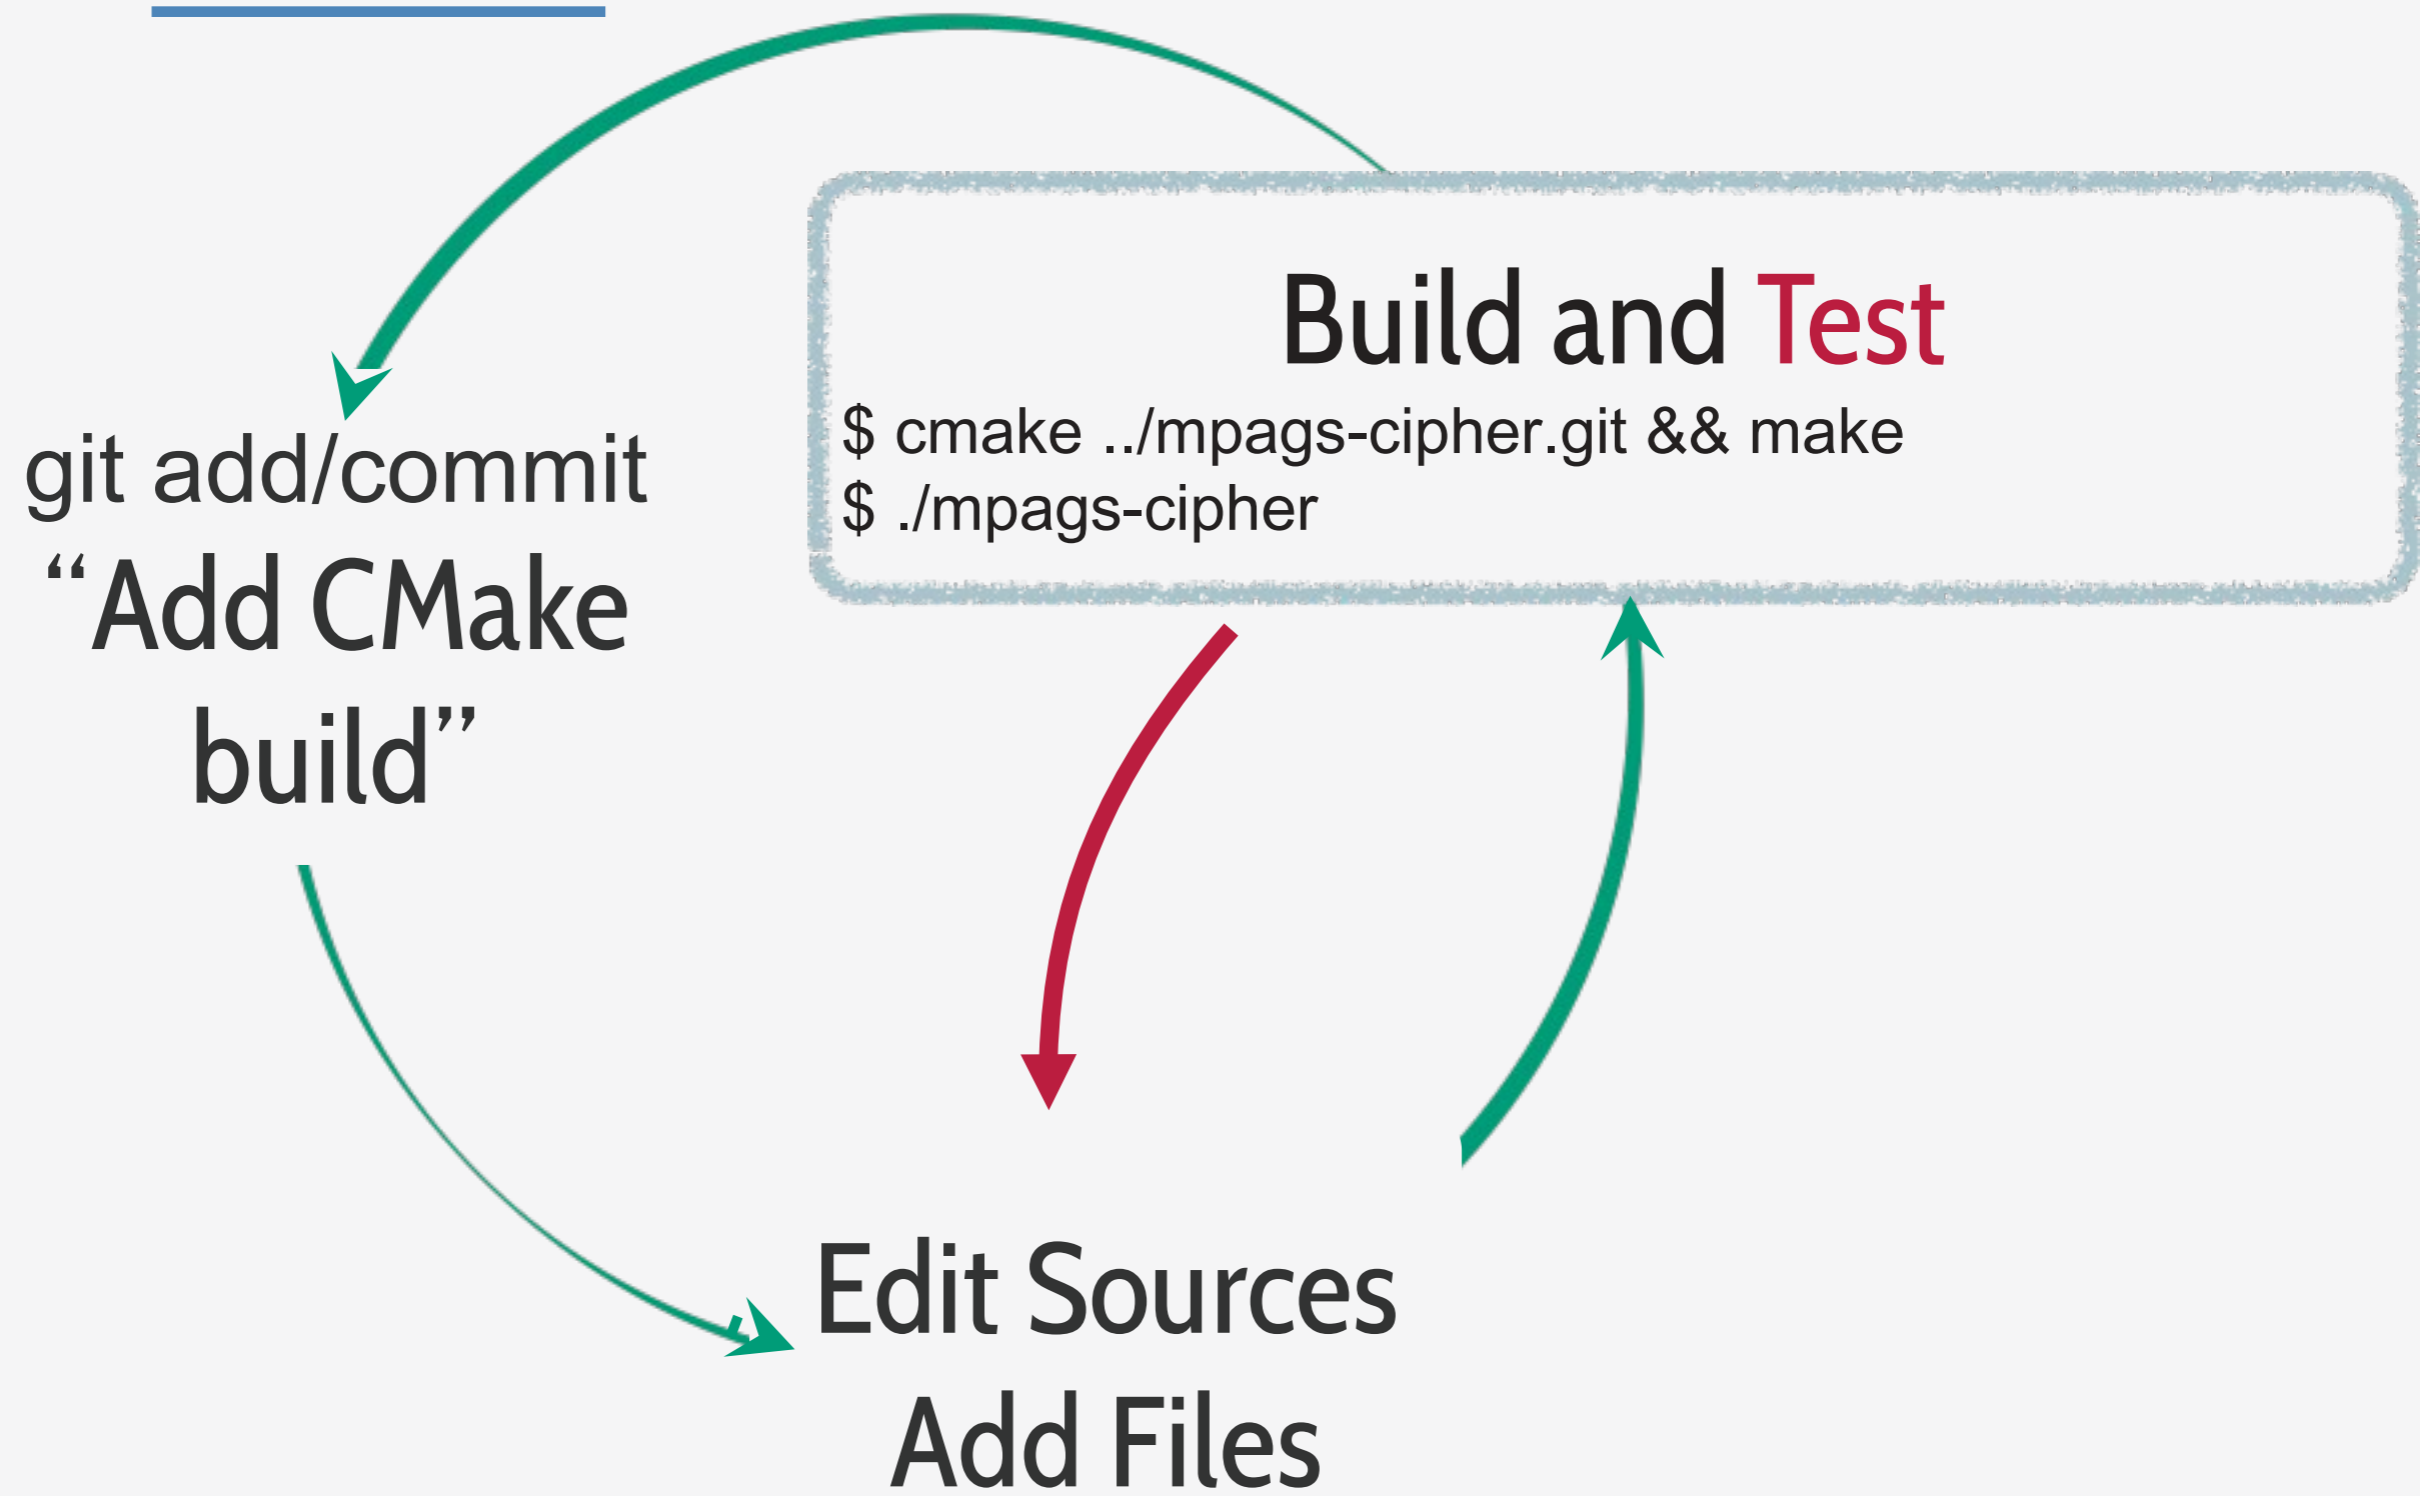 Build and Test
$ cmake ../mpags-cipher.git && make
$ ./mpags-cipher
git add/commit
“Add CMake
build”
Edit Sources
Add Files